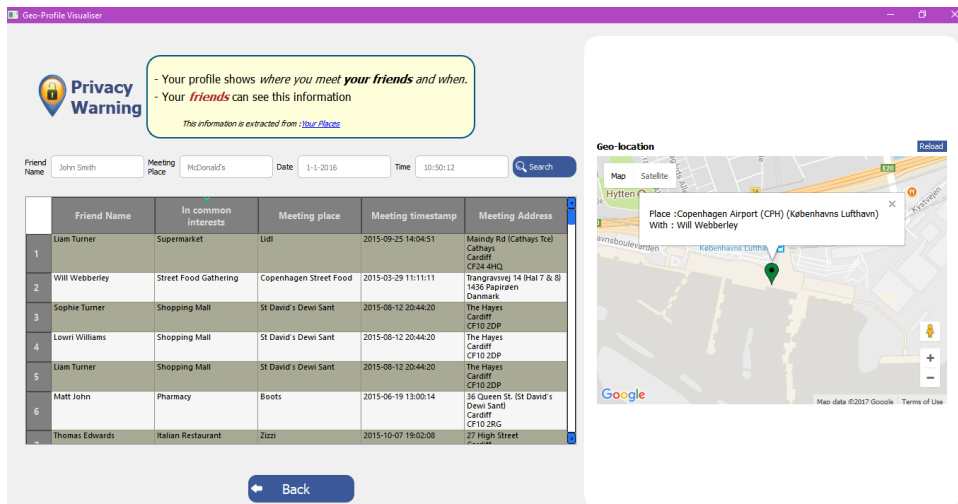 Geo-Profile Visualiser
Privacy
Warning
- Your profile shows where you meet your friends and when.
- Your friends can see this information
This information is extracted from :Your Places
Friend Name
John Smith
Meeting Place
McDonald's
Date
1-1-2016
Time
10:50:12
Search
Friend Name
In common interests
Meeting place
Meeting timestamp
Meeting Address
1
Liam Turner
Supermarket
Lidl
2015-09-25 14:04:51
Maindy Rd (Cathays Tce)
Cathays
Cardiff
CF24 4HQ
2
Will Webberley
Street Food Gathering
Copenhagen Street Food
2015-03-29 11:11:11
Trangravsvej 14 (Hal 7 & 8)
1436 Papirøen
Danmark
3
Sophie Turner
Shopping Mall
St David's Dewi Sant
2015-08-12 20:44:20
The Hayes
Cardiff
CF10 2DP
4
Lowri Williams
Shopping Mall
St David's Dewi Sant
2015-08-12 20:44:20
The Hayes
Cardiff
CF10 2DP
5
Liam Turner
Shopping Mall
St David's Dewi Sant
2015-08-12 20:44:20
The Hayes
Cardiff
CF10 2DP
6
Matt John
Pharmacy
Boots
2015-06-19 13:00:14
36 Queen St. (St David's
Dewi Sant)
Cardiff
CF10 2RG
Thomas Edwards
Italian Restaurant
Zizzi
2015-10-07 19:02:08
27 High Street
Back
Geo-location
Reload
Map
Satellite
E20
Hytten
Kystvejen
Place :Copenhagen Airport (CPH) (Københavns Lufthavn)
With : Will Webberley
Google
Map data ©2017 Google
Terms of Use